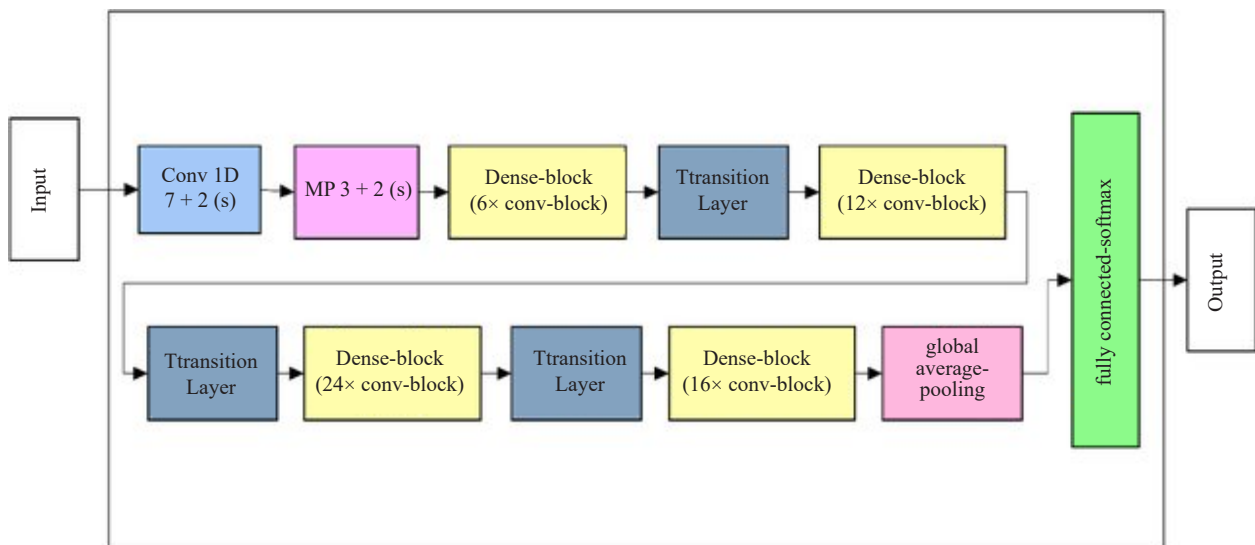 Input
Conv 1D
7 + 2 (s)
MP 3 + 2 (s)
Dense-block
(6× conv-block)
Ttransition
Layer
Dense-block
(12× conv-block)
Ttransition
Layer
Dense-block
(24× conv-block)
Ttransition
Layer
Dense-block
(16× conv-block)
global
average-
pooling
fully connected-softmax
Output